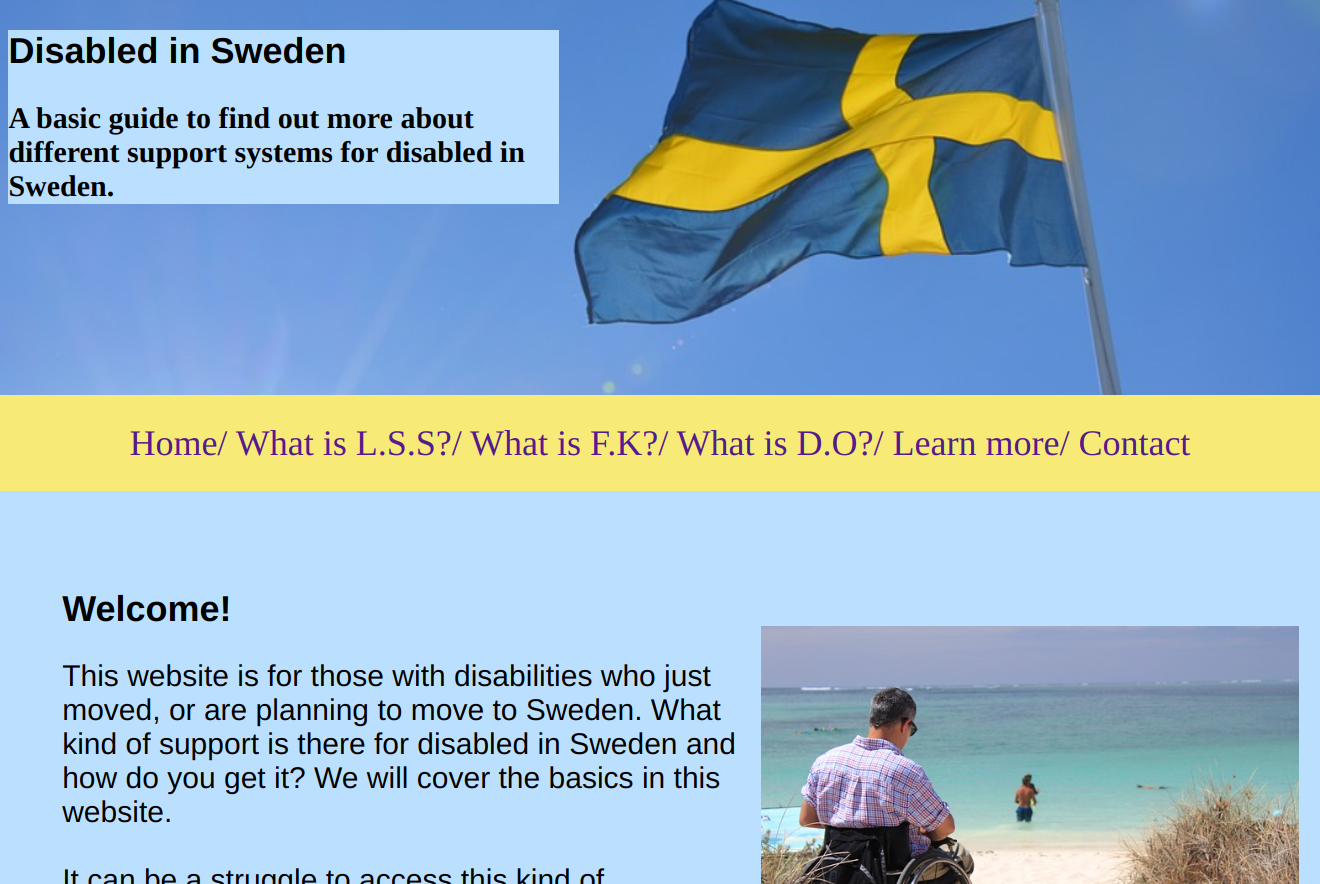 Disabled in Sweden
A basic guide to find out more about
different support systems for disabled in
Sweden.
Home/ What is L.S.S?/ What is F.K?/ What is D.O?/ Learn more/ Contact
Welcome!
This website is for those with disabilities who just
moved, or are planning to move to Sweden. What
kind of support is there for disabled in Sweden and
how do you get it? We will cover the basics in this
website.
It can be a struggle to access this kind of